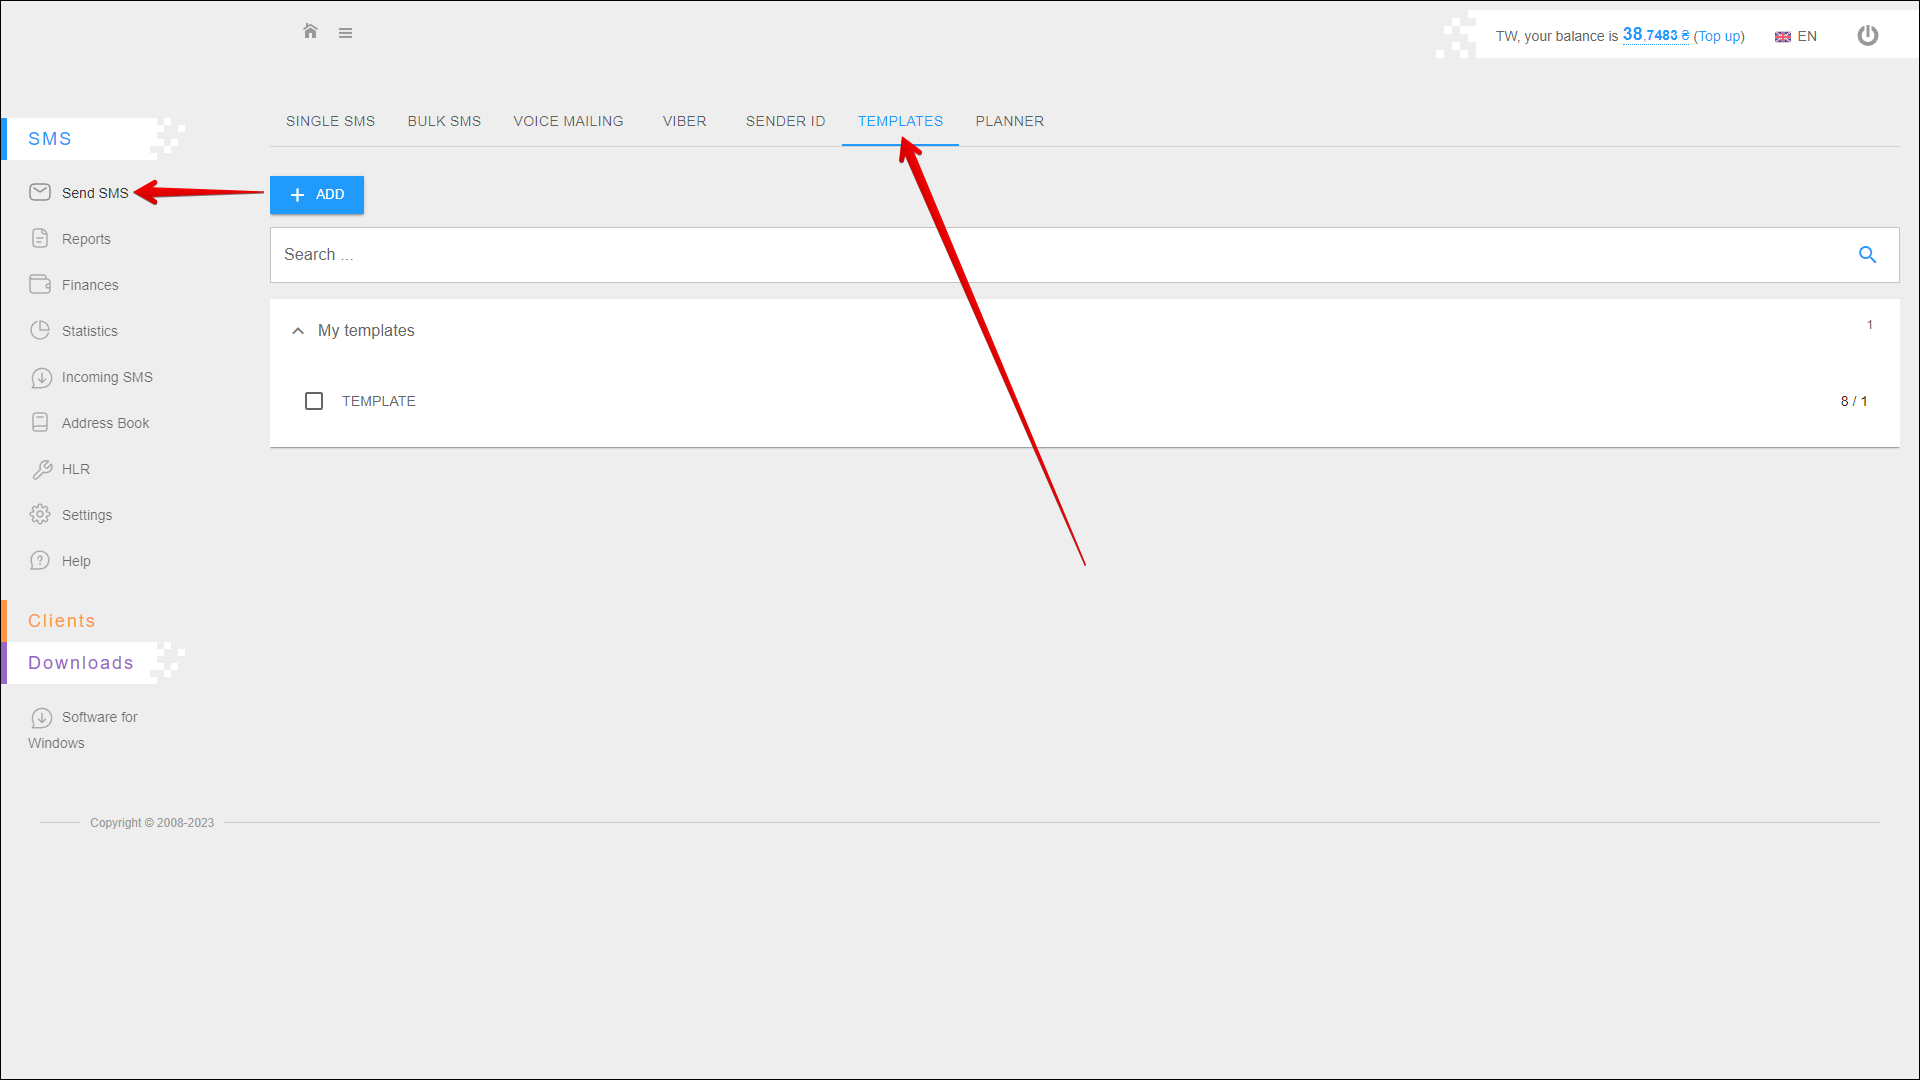 TW, your balance is 38,7483 ₴ (Top up) EN
SINGLE SMS BULK SMS VOICE MAILING VIBER SENDER ID TEMPLATES PLANNER
SMS
Send SMS
Reports
Finances
Statistics
Incoming SMS
Address Book
HLR
Settings
Help
Clients
Downloads
Software for
Windows
ADD
Search ...
My templates 1
TEMPLATE 8 / 1
Copyright © 2008-2023